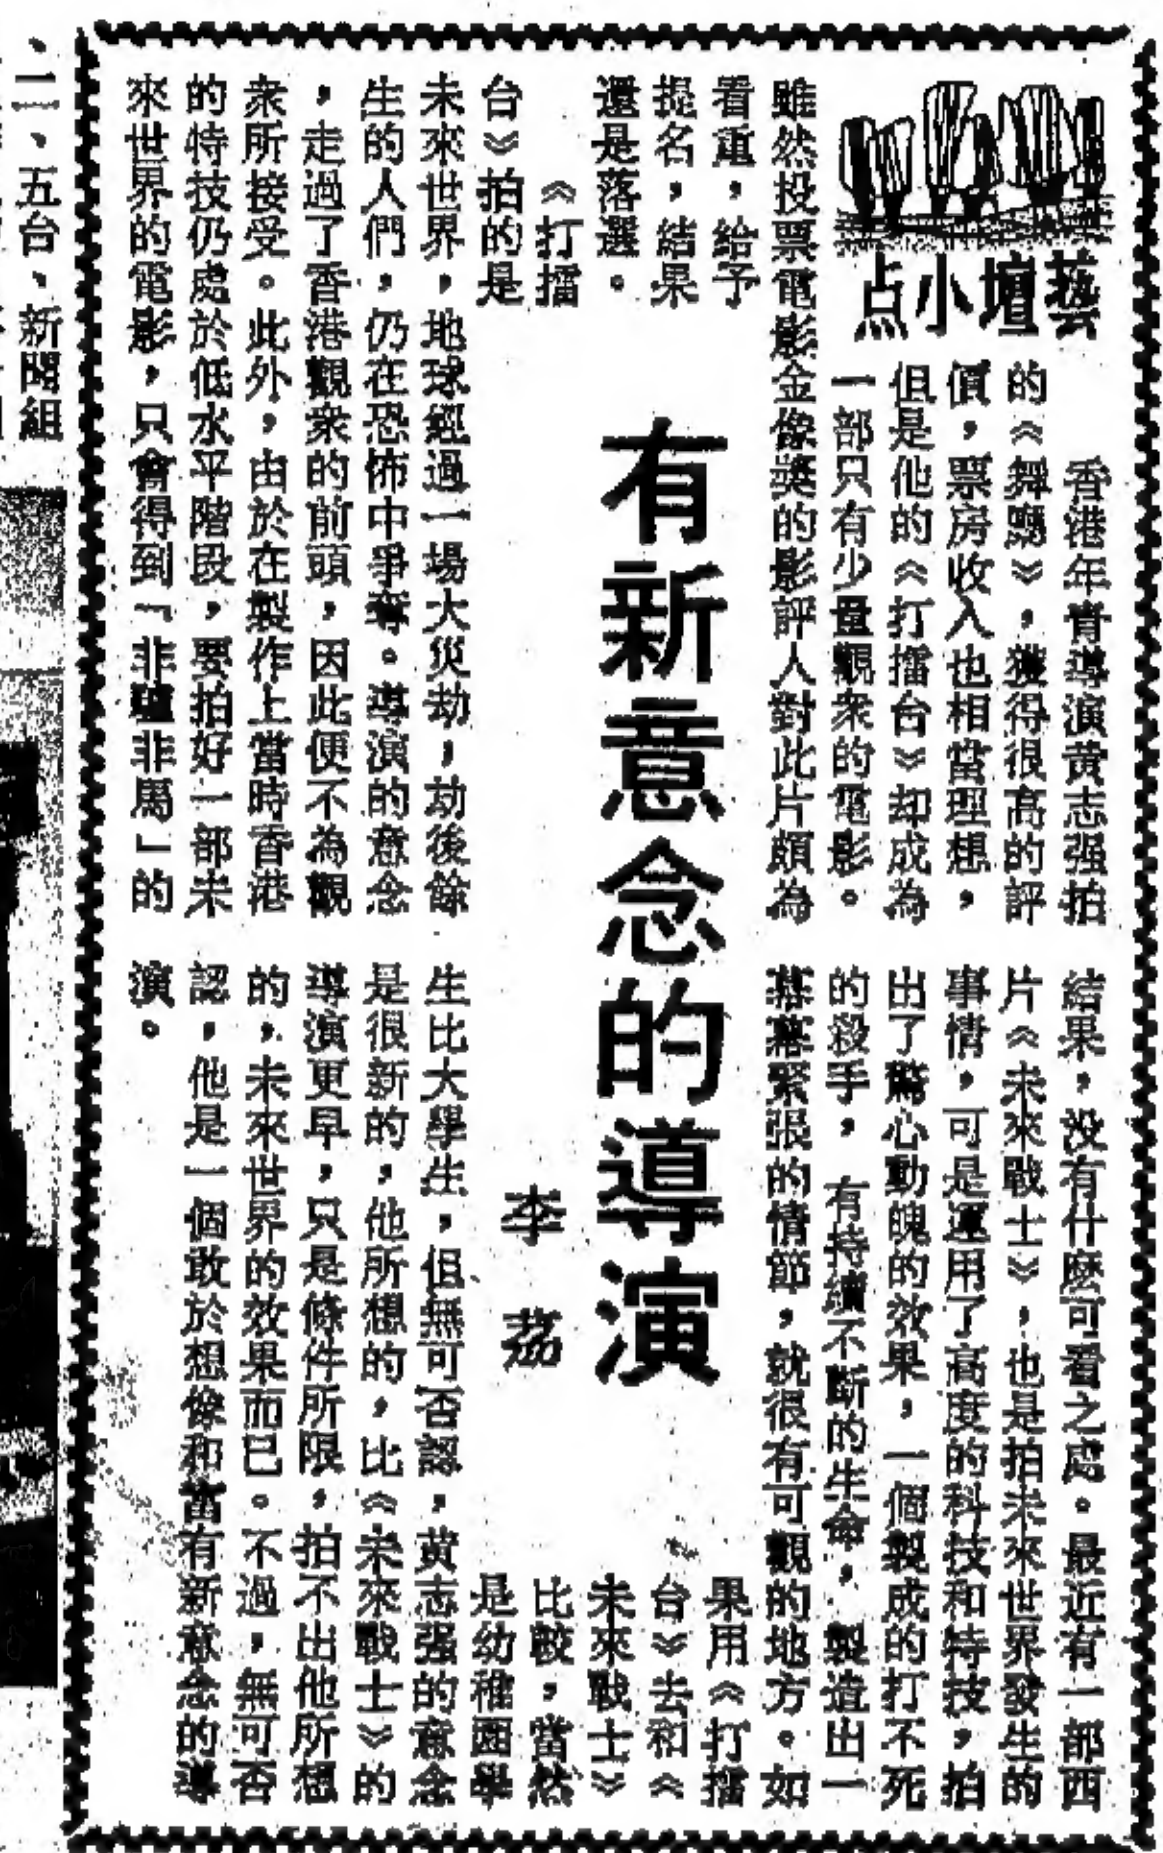 藝壇小点
有新意念的導演
李茘
香港年青導演黄志强拍
的《舞廳》，獲得很高的評
價，票房收入也相當理想，
但是他的《打擂台》却成為
一部只有少量觀衆的電影。
雖然投票電影金像奬的影評人對此片頗為
看重，給予
提名，結果
還是落選。
《打擂
台》拍的是
未來世界，地球經過一場大災劫，劫後餘
生的人們，仍在恐怖中爭奪。導演的意念
，走過了香港觀衆的前頭，因此便不為觀
衆所接受。此外，由於在製作上當時香港
的特技仍處於低水平階段，要拍好一部未
來世界的電影，只會得到「非驢非馬」的
結果，没有什麽可看之處。最近有一部西
片《未來戰士》，也是拍未來世界發生的
事情，可是運用了高度的科技和特技，拍
出了驚心動魄的效果，一個製成的打不死
的殺手，有持續不斷的生命，製造出一
幕幕緊張的情節，就很有可觀的地方。如
果用《打擂
台》去和《
未來戰士》
比較，當然
是幼稚園學
生比大學生，但無可否認，黄志强的意念
是很新的，他所想的，比《未來戰士》的
導演更早，只是條件所限，拍不出他所想
的，未來世界的效果而已。不過，無可否
認，他是一個敢於想像和富有新意念的導
演。
、二、五台、新聞組